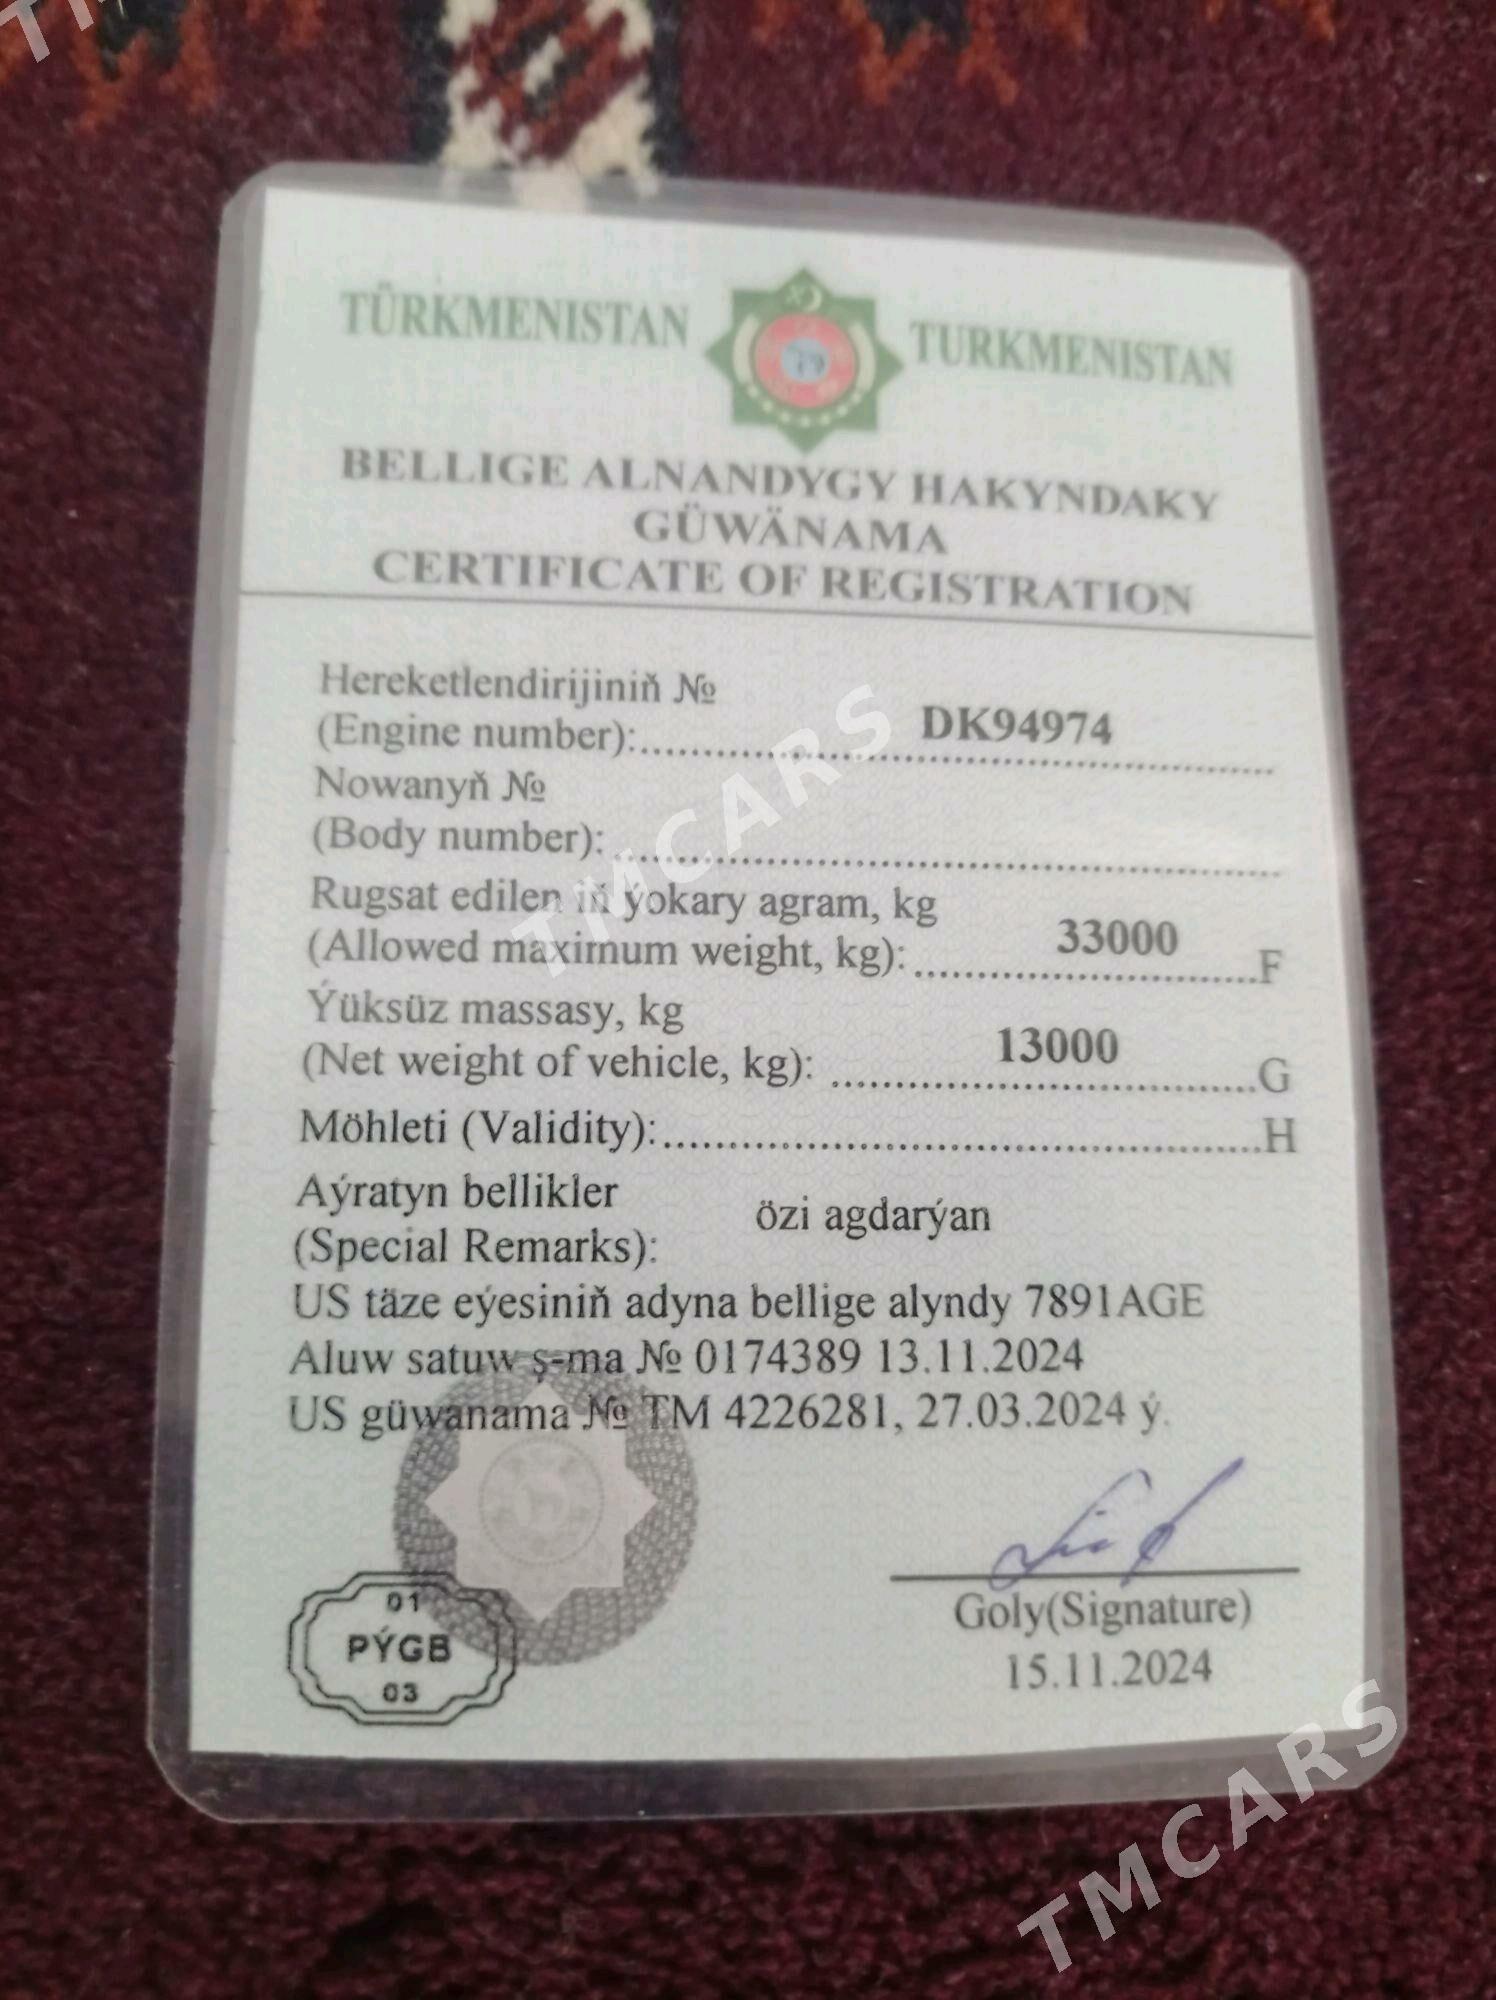 TÜRKMENISTAN TURKMENISTAN
BELLIGE ALNANDYGY HAKYNDAKY
GÜWÄNAMA
CERTIFICATE OF REGISTRATION
Hereketlendirijiniň №
(Engine number):.......... DK94974
Nowanyň №
(Body number):..........
Rugsat edilen iň ýokary agram, kg
(Allowed maximum weight, kg):.......... 33000 F
Ýüksüz massasy, kg
(Net weight of vehicle, kg):.......... 13000 G
Möhleti (Validity):..........H
Aýratyn bellikler
(Special Remarks): özi agdarýan
US täze eýesiniň adyna bellige alyndy 7891AGE
Aluw satuw ş-ma № 0174389 13.11.2024
US güwanama № TM 4226281, 27.03.2024 ý.
01
PÝGB
03
Goly(Signature)
15.11.2024
TMCARS
TMCARS